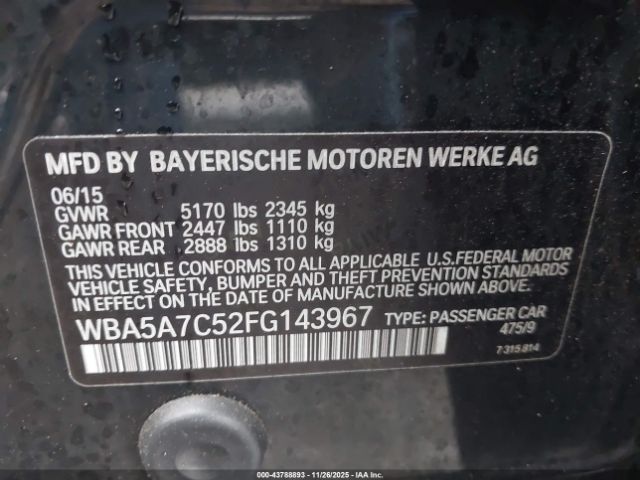 MFD BY BAYERISCHE MOTOREN WERKE AG
06/15
GVWR 5170 lbs 2345 kg
GAWR FRONT 2447 lbs 1110 kg
GAWR REAR 2888 lbs 1310 kg
THIS VEHICLE CONFORMS TO ALL APPLICABLE U.S.FEDERAL MOTOR
VEHICLE SAFETY, BUMPER AND THEFT PREVENTION STANDARDS
IN EFFECT ON THE DATE OF MANUFACTURE SHOWN ABOVE.
WBA5A7C52FG143967 TYPE: PASSENGER CAR
475/9
7 315 814
000-43788893 - 11/26/2025 - IAA Inc.